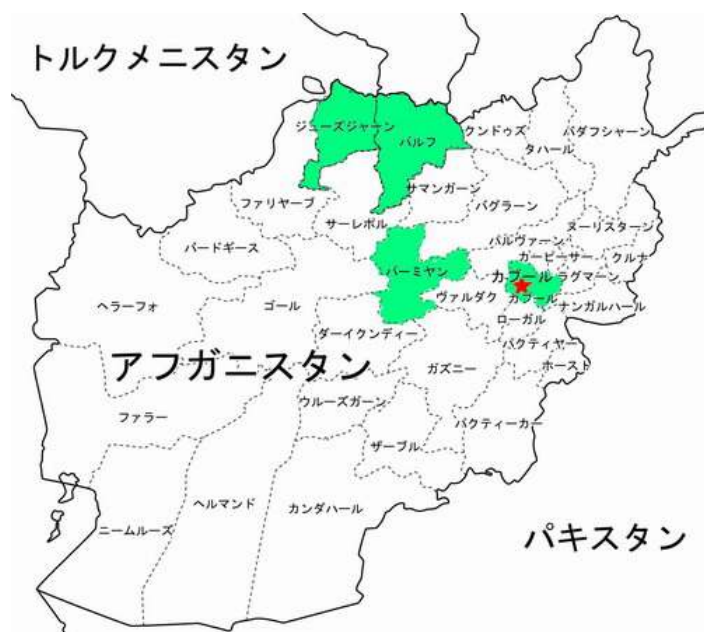 トルクメニスタン
ジューズジャーン
バルフ
クンドゥズ
タハール
バダフシャーン
サマンガーン
ファリヤーブ
サーレポル
バグラーン
ヌーリスターン
バードギース
パルヴァーン
カーピーサー
クルナ
バーミヤン
カブール
ラグマーン
ヘラーフォ
ゴール
ヴァルダク
カブール
ナンガルハール
ローガル
ダーイクンディー
アフガニスタン
パクティヤー
ホースト
ガズニー
ウルーズガーン
ファラー
パクティーカー
ザーブル
ヘルマンド
カンダハール
ニームルーズ
パキスタン